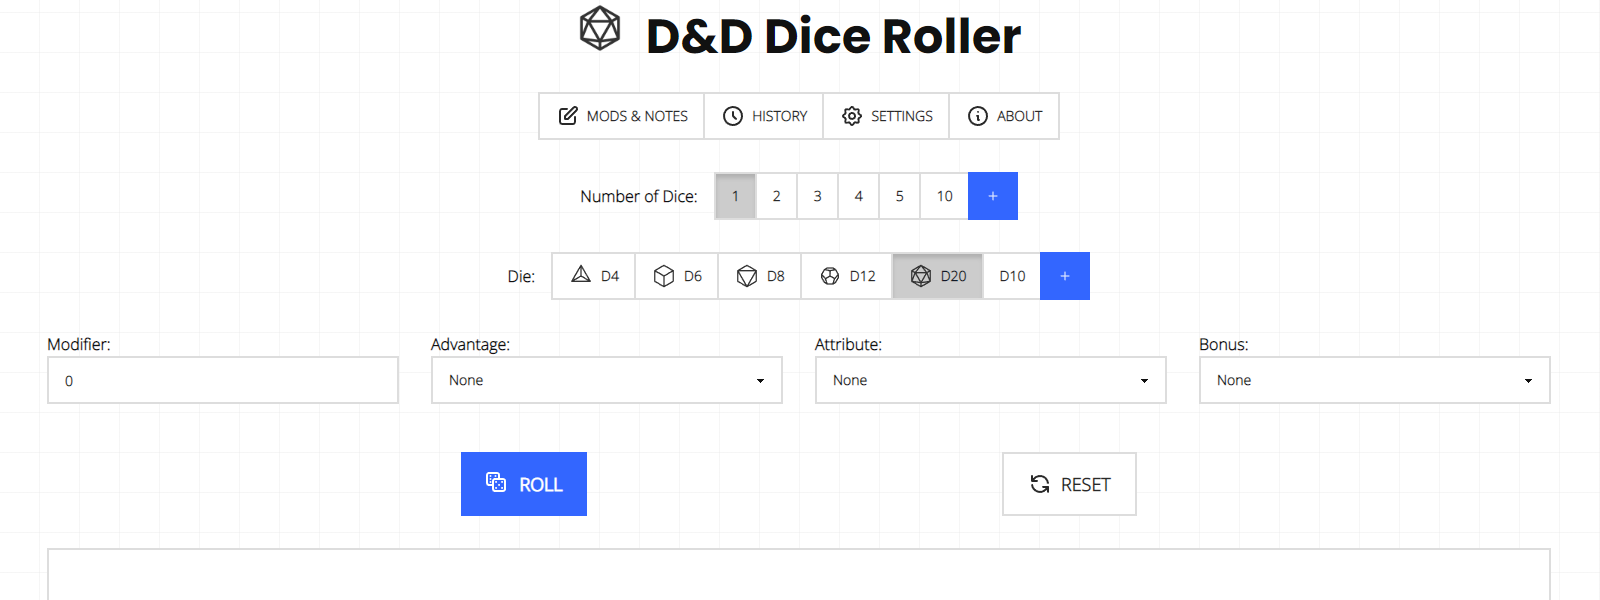 D&D Dice Roller
MODS & NOTES HISTORY SETTINGS ABOUT
Number of Dice: 1 2 3 4 5 10 +
Die: D4 D6 D8 D12 D20 D10 +
Modifier: Advantage: Attribute: Bonus:
0 None None None
ROLL RESET